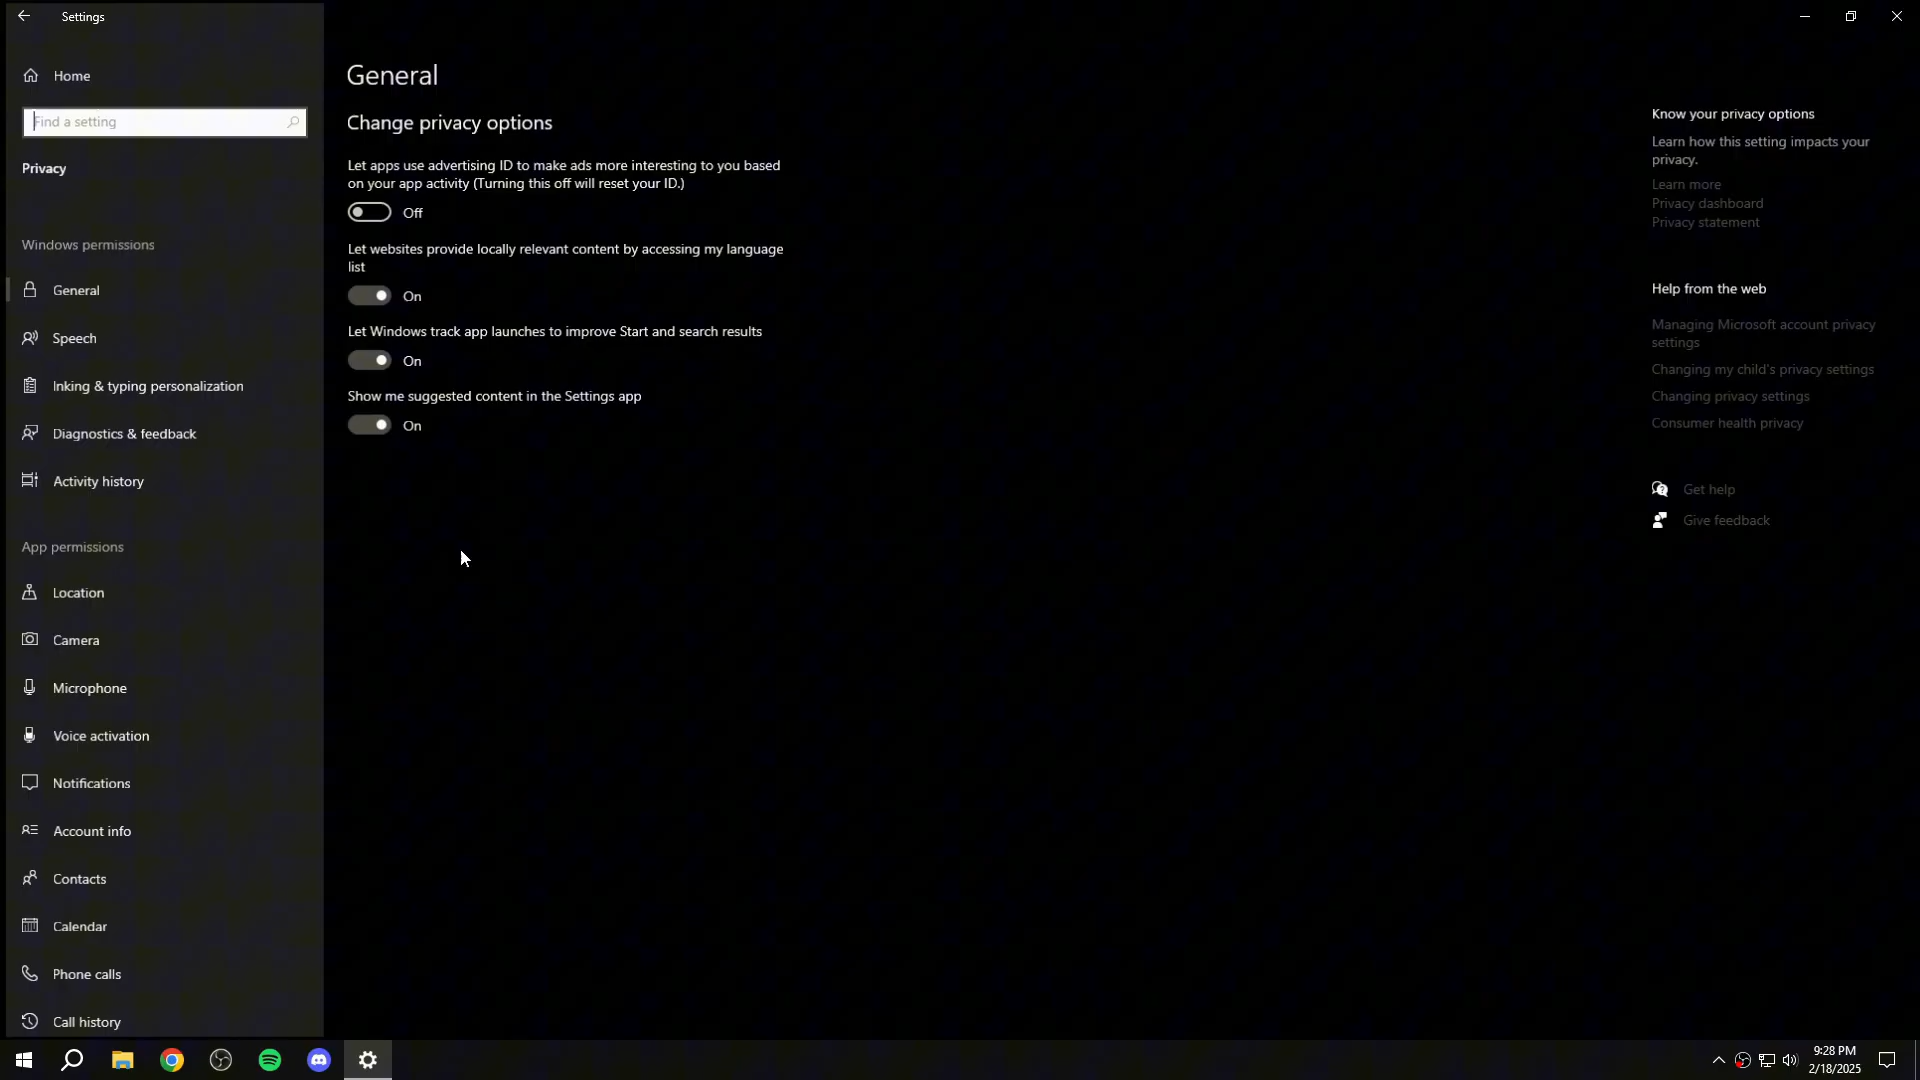 Settings
Home
Find a setting
Privacy
Windows permissions
General
Speech
Inking & typing personalization
Diagnostics & feedback
Activity history
App permissions
Location
Camera
Microphone
Voice activation
Notifications
Account info
Contacts
Calendar
Phone calls
Call history
General
Change privacy options
Let apps use advertising ID to make ads more interesting to you based
on your app activity (Turning this off will reset your ID.)
Off
Let websites provide locally relevant content by accessing my language
list
On
Let Windows track app launches to improve Start and search results
On
Show me suggested content in the Settings app
On
Know your privacy options
Learn how this setting impacts your
privacy.
Learn more
Privacy dashboard
Privacy statement
Help from the web
Managing Microsoft account privacy
settings
Changing my child's privacy settings
Changing privacy settings
Consumer health privacy
Get help
Give feedback
9:28 PM
2/18/2025